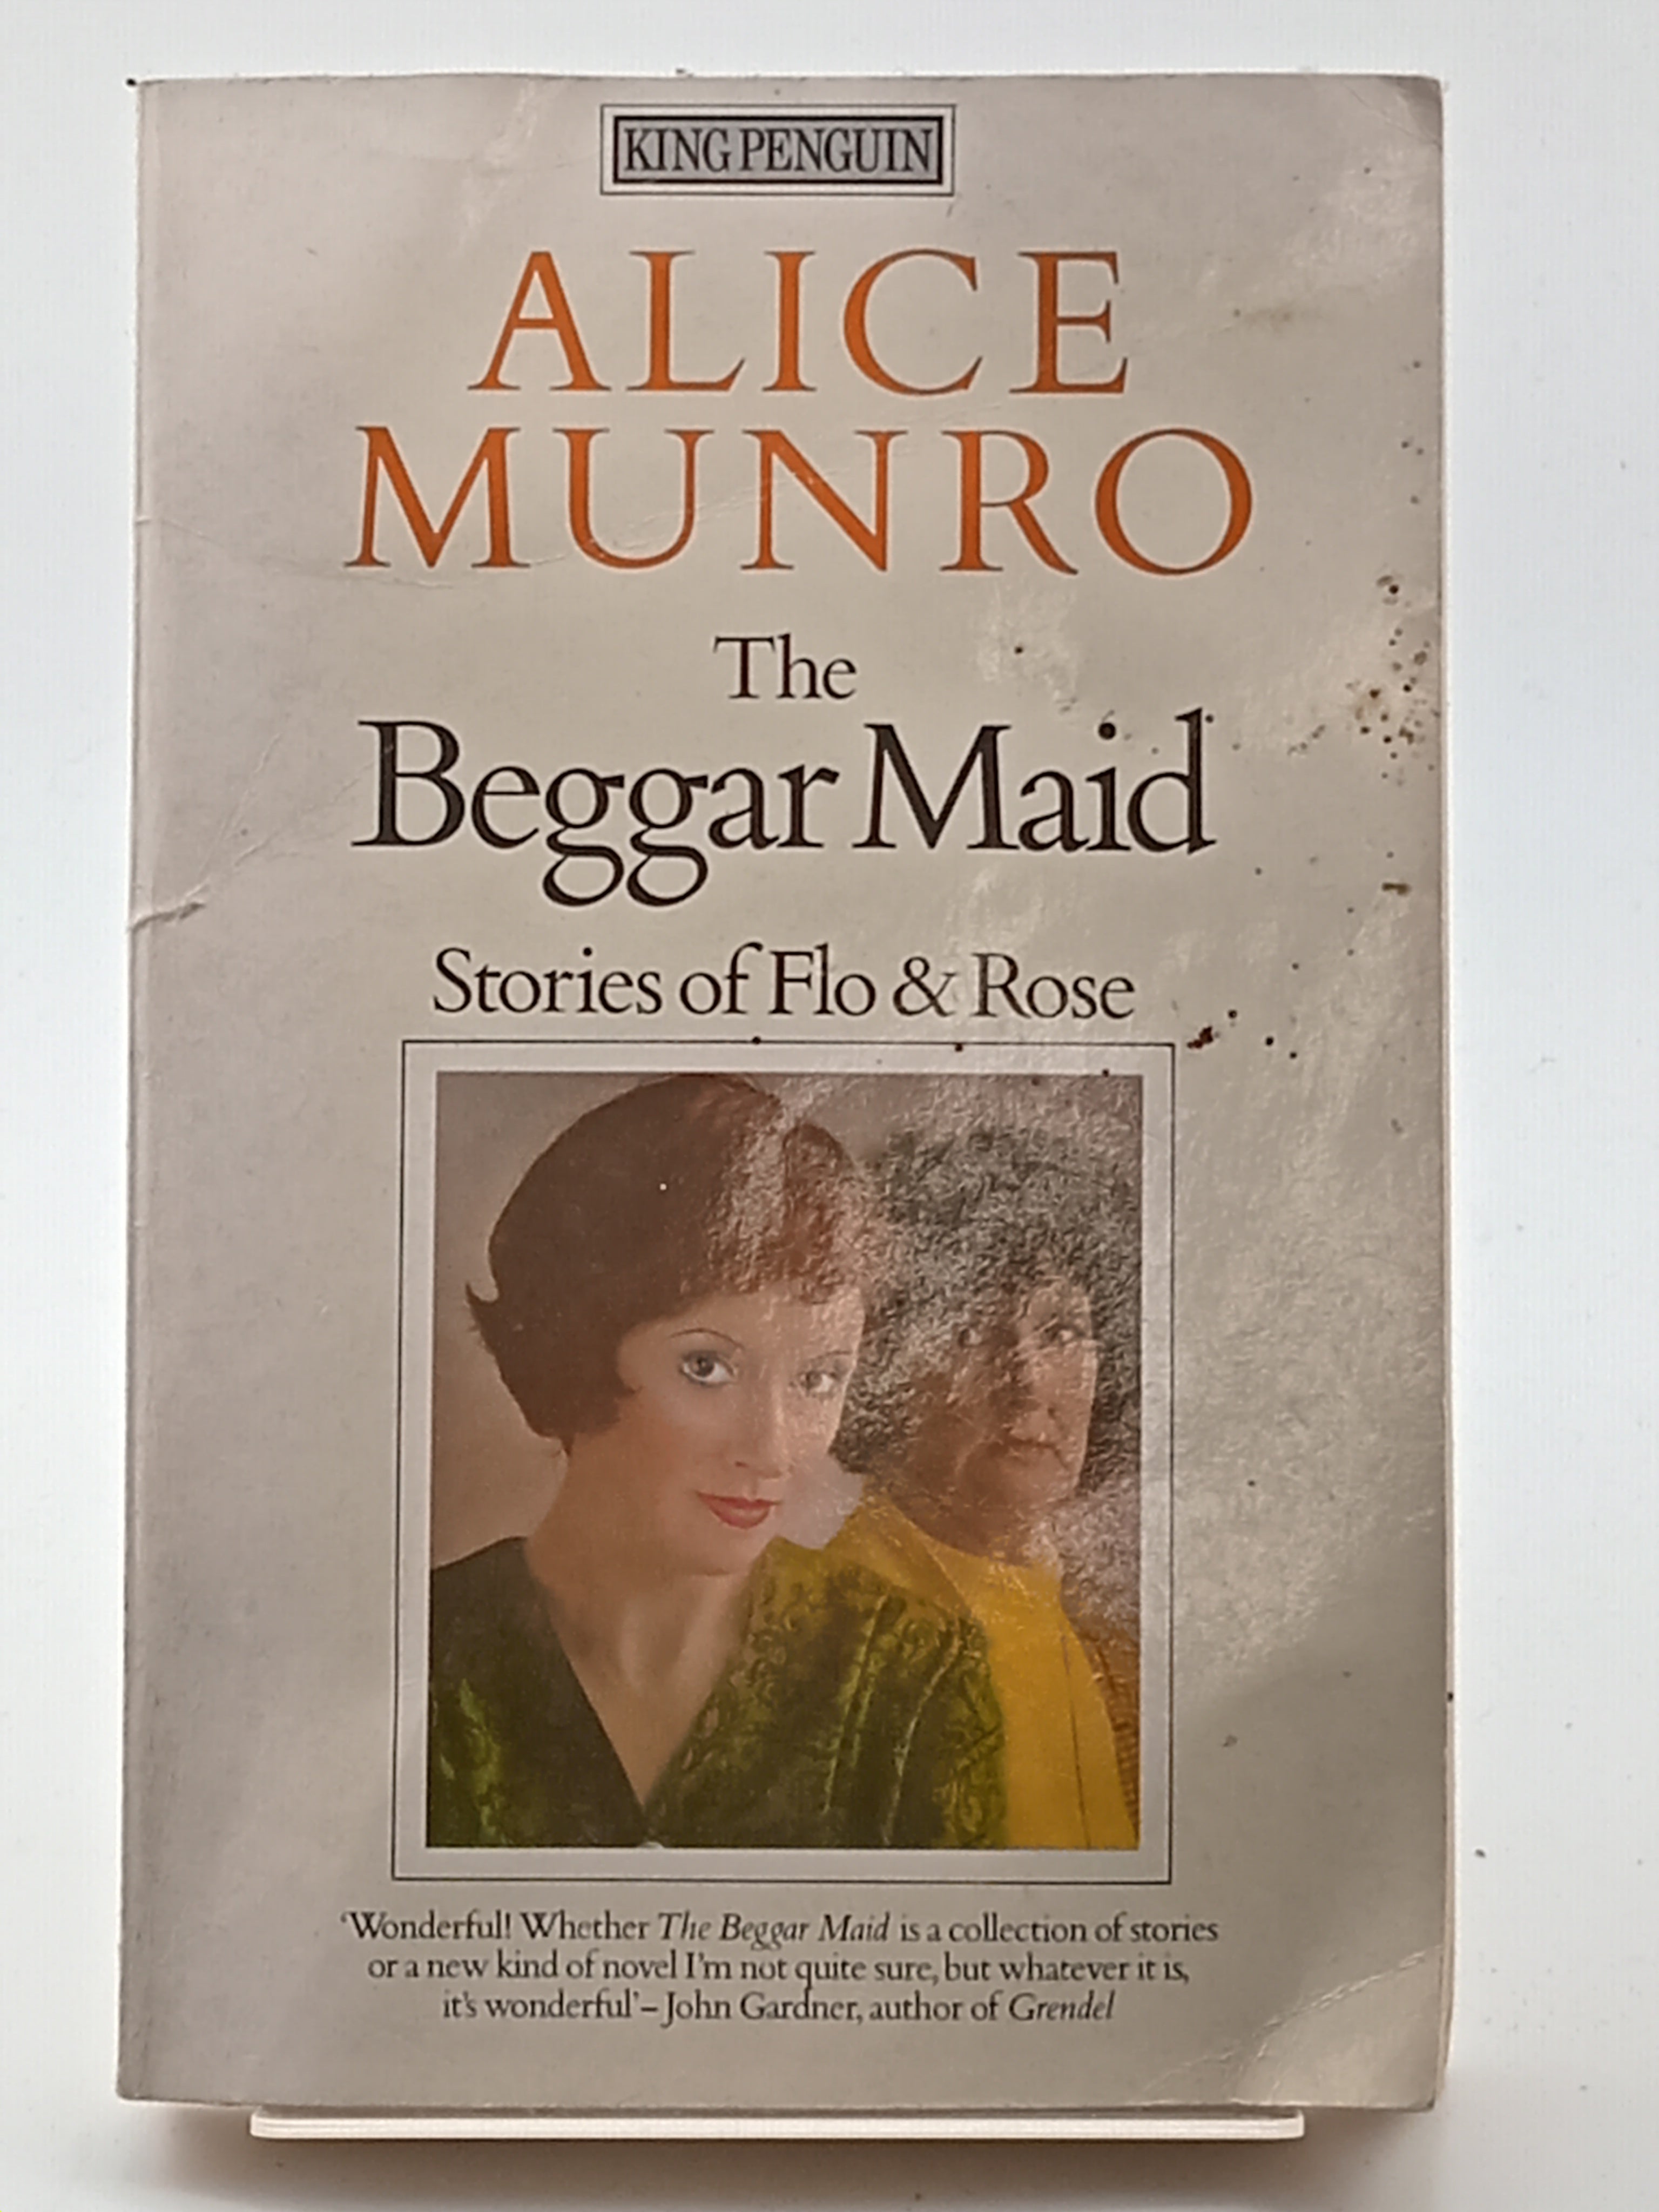 KING PENGUIN
ALICE
MUNRO
The
Beggar Maid
Stories of Flo & Rose
‘Wonderful! Whether The Beggar Maid is a collection of stories
or a new kind of novel I’m not quite sure, but whatever it is,
it’s wonderful’ – John Gardner, author of Grendel